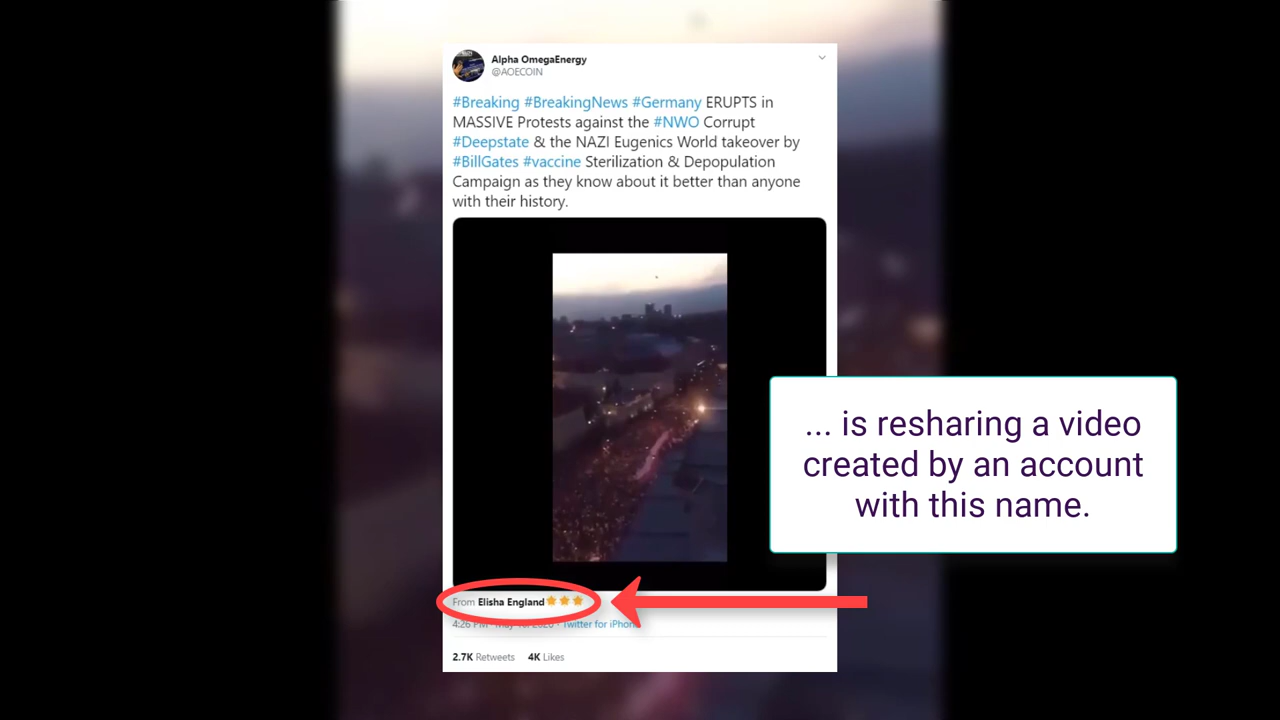 Alpha OmegaEnergy
@AOECOIN
#Breaking #BreakingNews #Germany ERUPTS in
MASSIVE Protests against the #NWO Corrupt
#Deepstate & the NAZI Eugenics World takeover by
#BillGates #vaccine Sterilization & Depopulation
Campaign as they know about it better than anyone
with their history.
... is resharing a video
created by an account
with this name.
From Elisha England
4:26 PM 2020 · Twitter for iPhone
2.7K Retweets 4K Likes